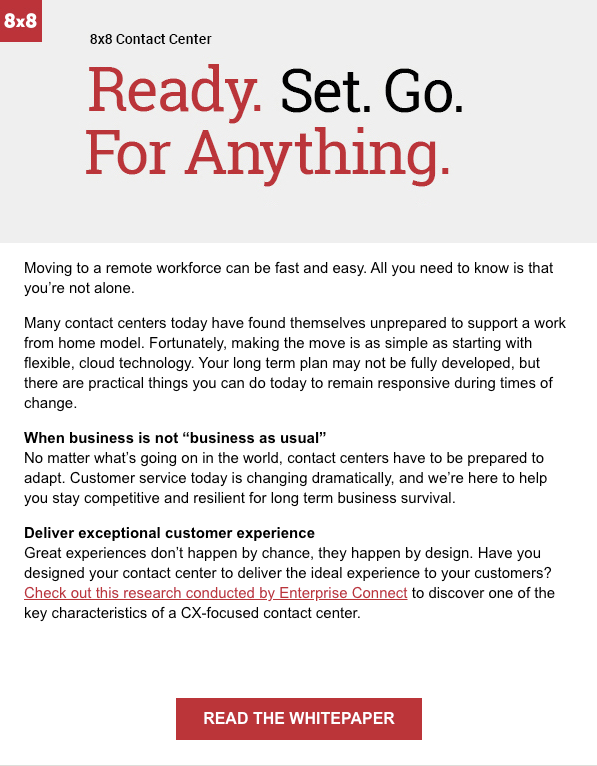 8x8
8x8 Contact Center
Ready. Set. Go.
For Anything.
Moving to a remote workforce can be fast and easy. All you need to know is that
you’re not alone.
Many contact centers today have found themselves unprepared to support a work
from home model. Fortunately, making the move is as simple as starting with
flexible, cloud technology. Your long term plan may not be fully developed, but
there are practical things you can do today to remain responsive during times of
change.
When business is not “business as usual”
No matter what’s going on in the world, contact centers have to be prepared to
adapt. Customer service today is changing dramatically, and we’re here to help
you stay competitive and resilient for long term business survival.
Deliver exceptional customer experience
Great experiences don’t happen by chance, they happen by design. Have you
designed your contact center to deliver the ideal experience to your customers?
Check out this research conducted by Enterprise Connect to discover one of the
key characteristics of a CX-focused contact center.
READ THE WHITEPAPER